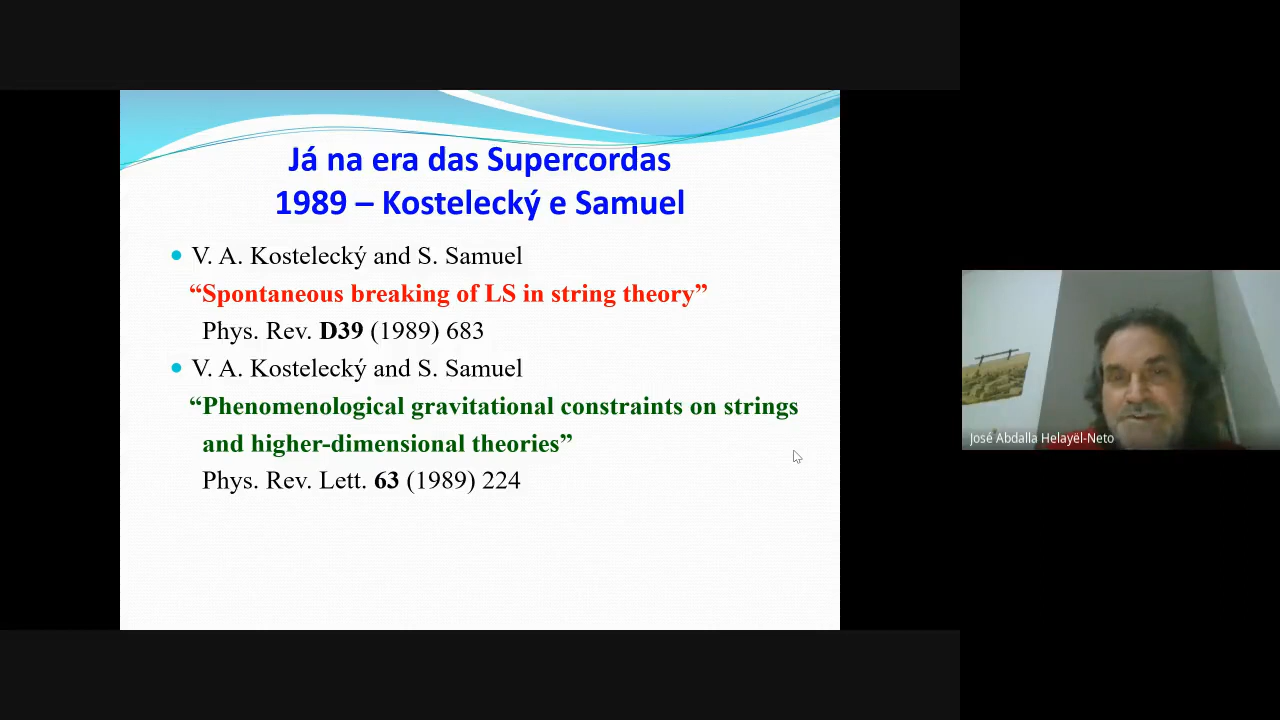 Já na era das Supercordas
1989 – Kostelecký e Samuel
V. A. Kostelecký and S. Samuel
“Spontaneous breaking of LS in string theory”
Phys. Rev. D39 (1989) 683
V. A. Kostelecký and S. Samuel
“Phenomenological gravitational constraints on strings
and higher-dimensional theories”
Phys. Rev. Lett. 63 (1989) 224
José Abdalla Helayël-Neto